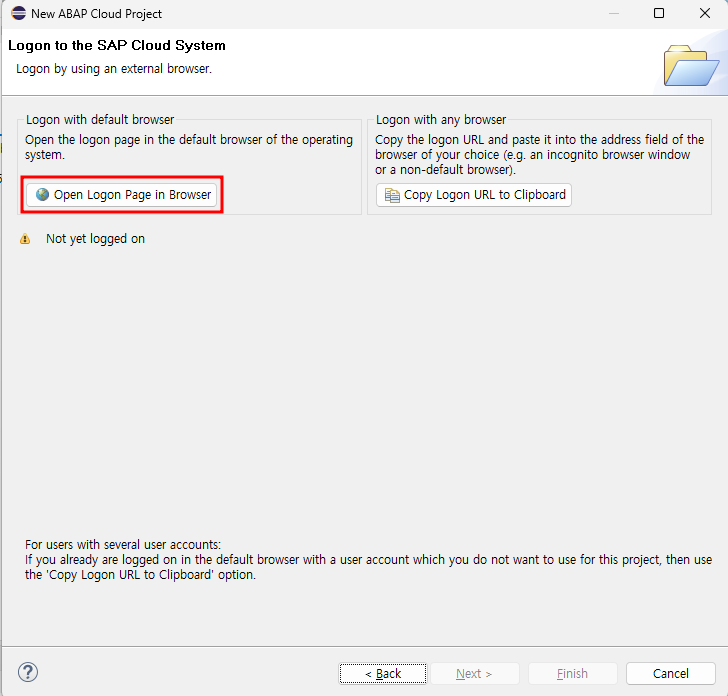 New ABAP Cloud Project
Logon to the SAP Cloud System
Logon by using an external browser.
Logon with default browser
Open the logon page in the default browser of the operating
system.
Open Logon Page in Browser
Logon with any browser
Copy the logon URL and paste it into the address field of the
browser of your choice (e.g. an incognito browser window
or a non-default browser).
Copy Logon URL to Clipboard
Not yet logged on
For users with several user accounts:
If you already are logged on in the default browser with a user account which you do not want to use for this project, then use
the 'Copy Logon URL to Clipboard' option.
?
< Back
Next >
Finish
Cancel